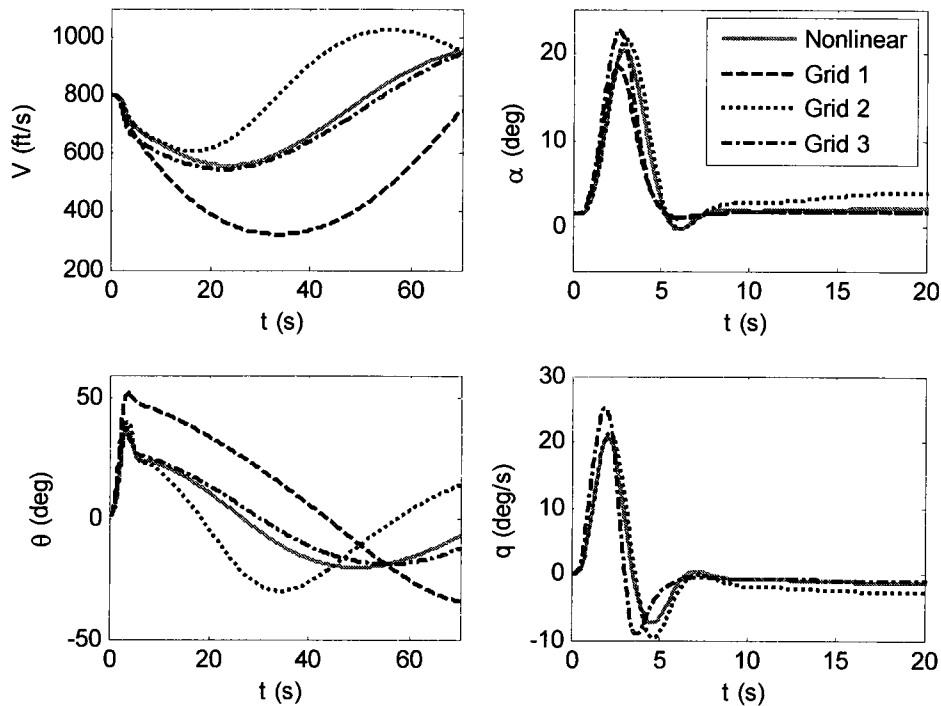 1000
800
600
400
200
V (ft/s)
0 20 40 60
t (s)
20
10
0
α (deg)
0 5 10 15 20
t (s)
Nonlinear
Grid 1
Grid 2
Grid 3
50
0
-50
θ (deg)
0 20 40 60
t (s)
30
20
10
0
-10
q (deg/s)
0 5 10 15 20
t (s)